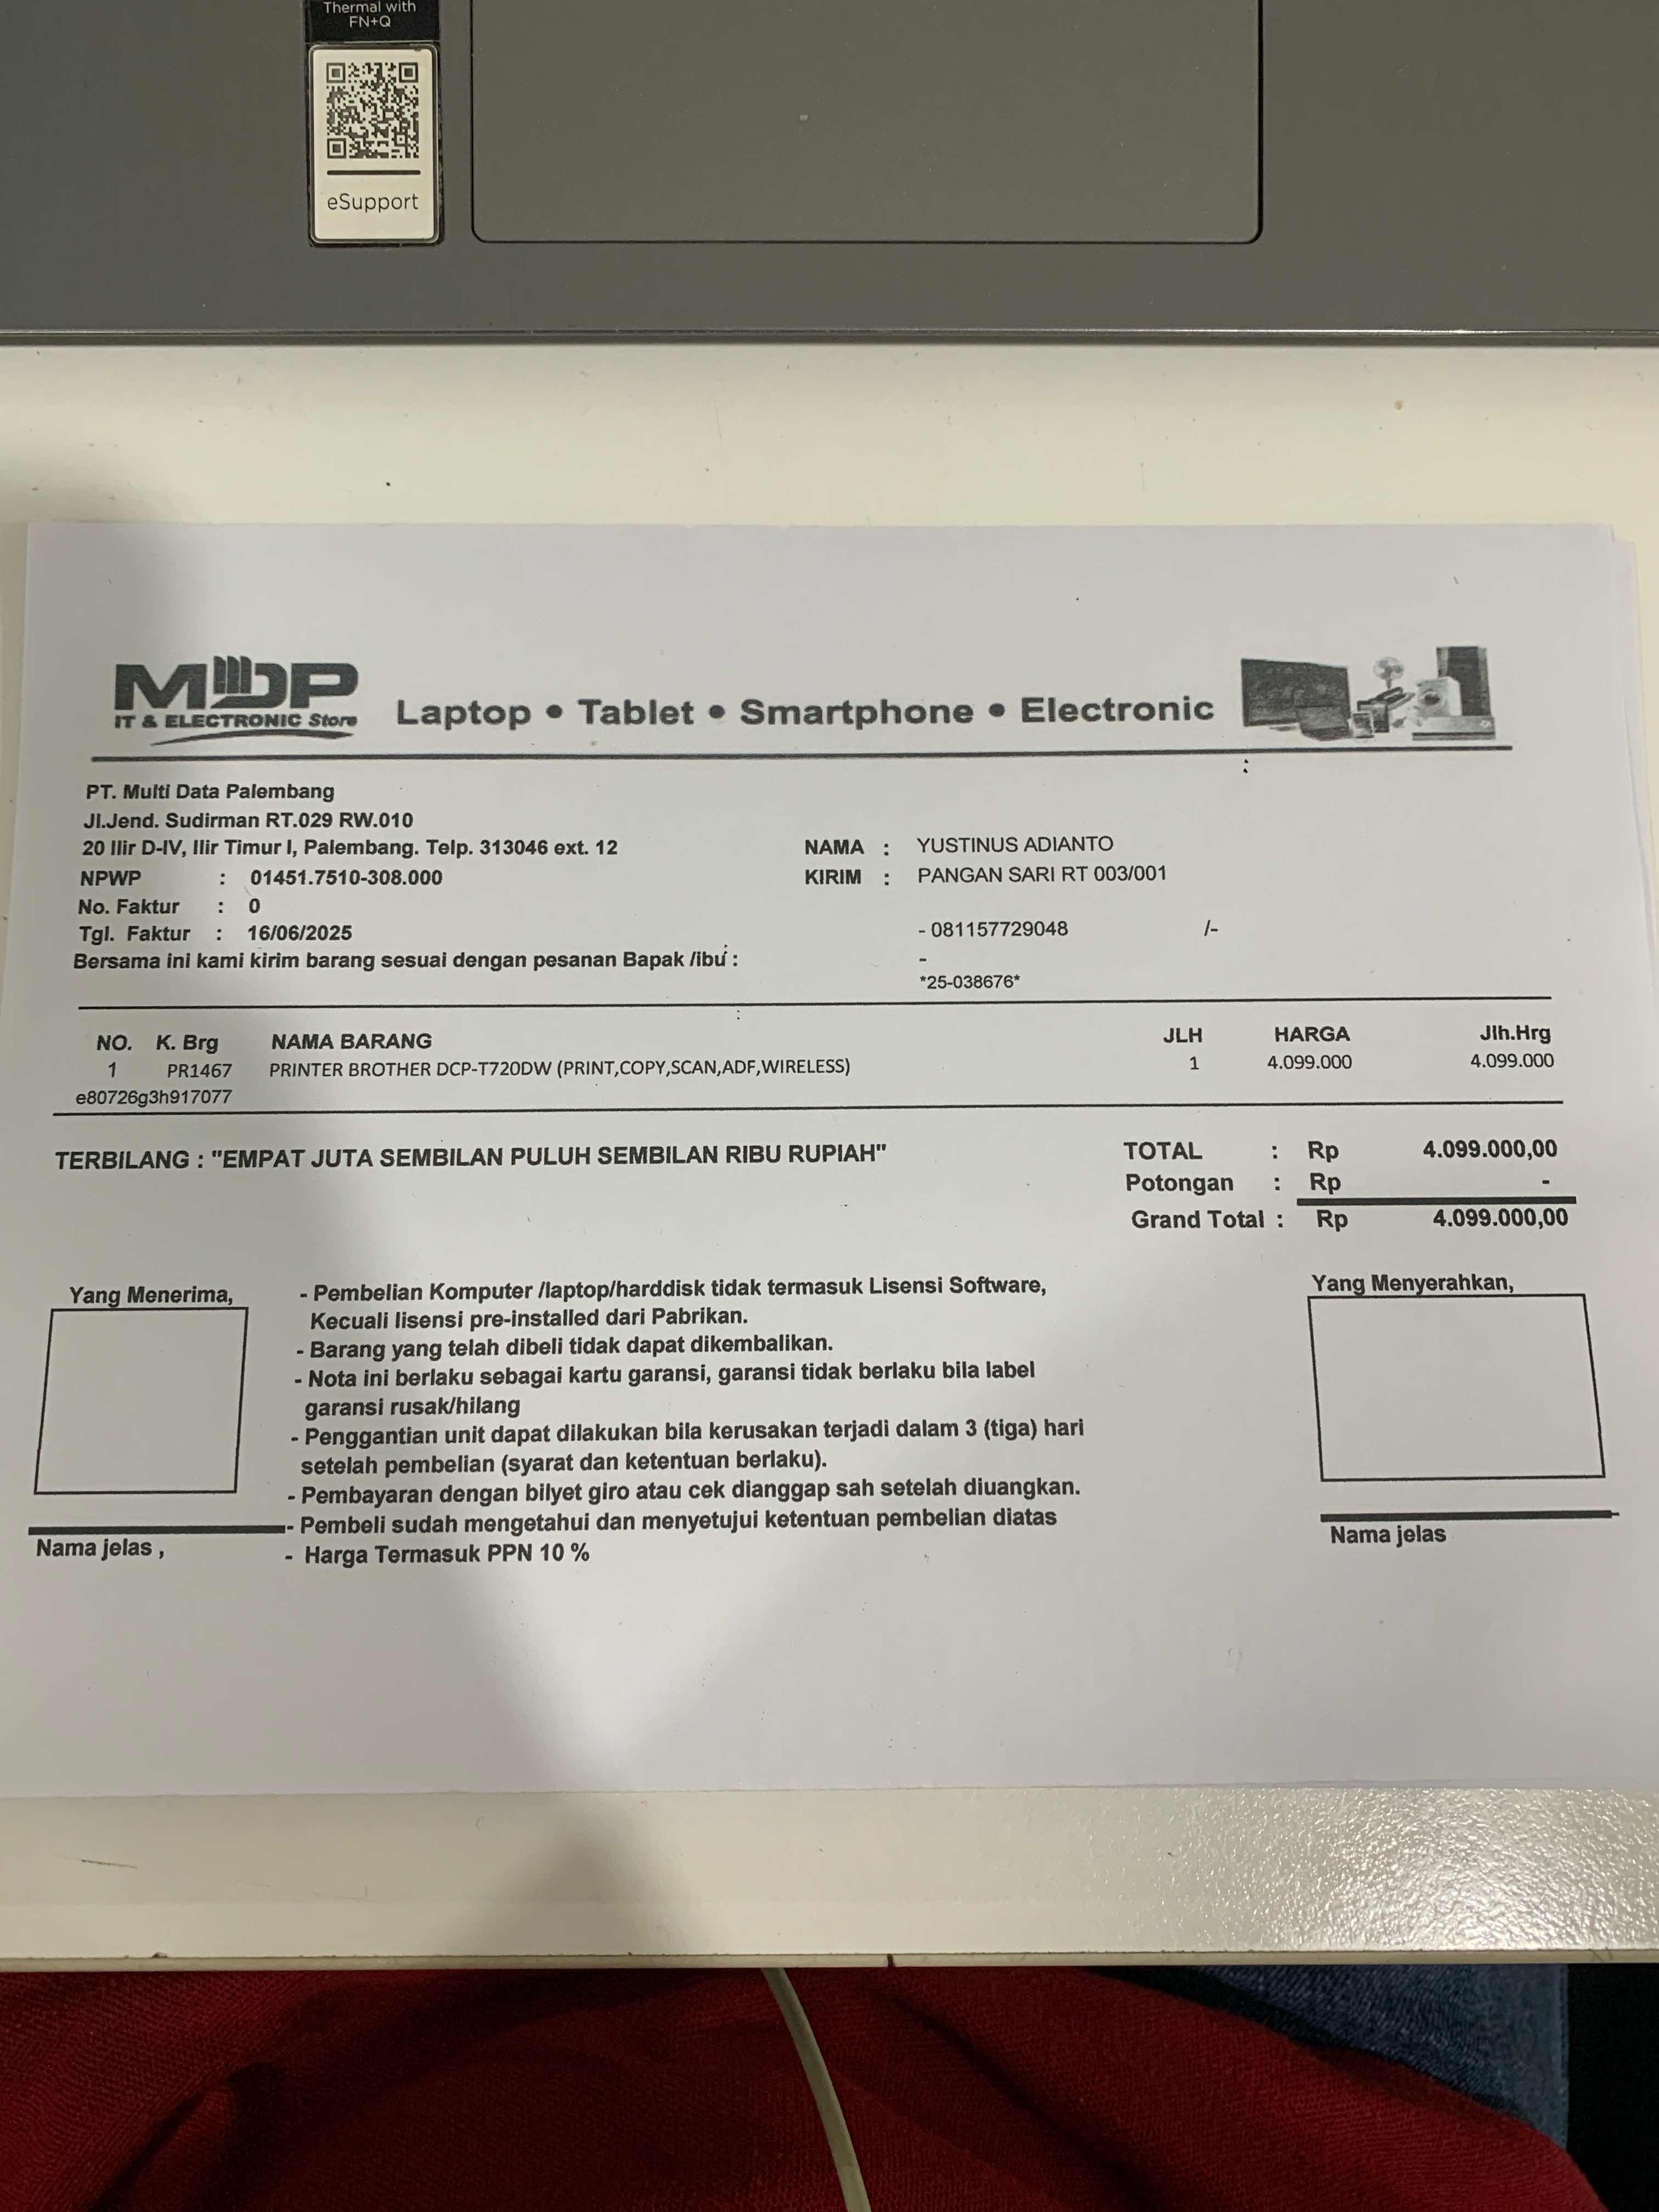 Thermal with
FN+Q
eSupport
MDP
IT & ELECTRONIC Store
Laptop • Tablet • Smartphone • Electronic
:
PT. Multi Data Palembang
Jl.Jend. Sudirman RT.029 RW.010
20 Ilir D-IV, Ilir Timur I, Palembang. Telp. 313046 ext. 12
NPWP : 01451.7510-308.000
No. Faktur : 0
Tgl. Faktur : 16/06/2025
Bersama ini kami kirim barang sesuai dengan pesanan Bapak /ibu :
NAMA : YUSTINUS ADIANTO
KIRIM : PANGAN SARI RT 003/001
- 081157729048 /-
-
*25-038676*
NO. K. Brg NAMA BARANG JLH HARGA Jlh.Hrg
1 PR1467 PRINTER BROTHER DCP-T720DW (PRINT,COPY,SCAN,ADF,WIRELESS) 1 4.099.000 4.099.000
e80726g3h917077
TERBILANG : "EMPAT JUTA SEMBILAN PULUH SEMBILAN RIBU RUPIAH"
TOTAL : Rp 4.099.000,00
Potongan : Rp -
Grand Total : Rp 4.099.000,00
Yang Menerima,
Nama jelas ,
- Pembelian Komputer /laptop/harddisk tidak termasuk Lisensi Software,
Kecuali lisensi pre-installed dari Pabrikan.
- Barang yang telah dibeli tidak dapat dikembalikan.
- Nota ini berlaku sebagai kartu garansi, garansi tidak berlaku bila label
garansi rusak/hilang
- Penggantian unit dapat dilakukan bila kerusakan terjadi dalam 3 (tiga) hari
setelah pembelian (syarat dan ketentuan berlaku).
- Pembayaran dengan bilyet giro atau cek dianggap sah setelah diuangkan.
- Pembeli sudah mengetahui dan menyetujui ketentuan pembelian diatas
- Harga Termasuk PPN 10 %
Yang Menyerahkan,
Nama jelas